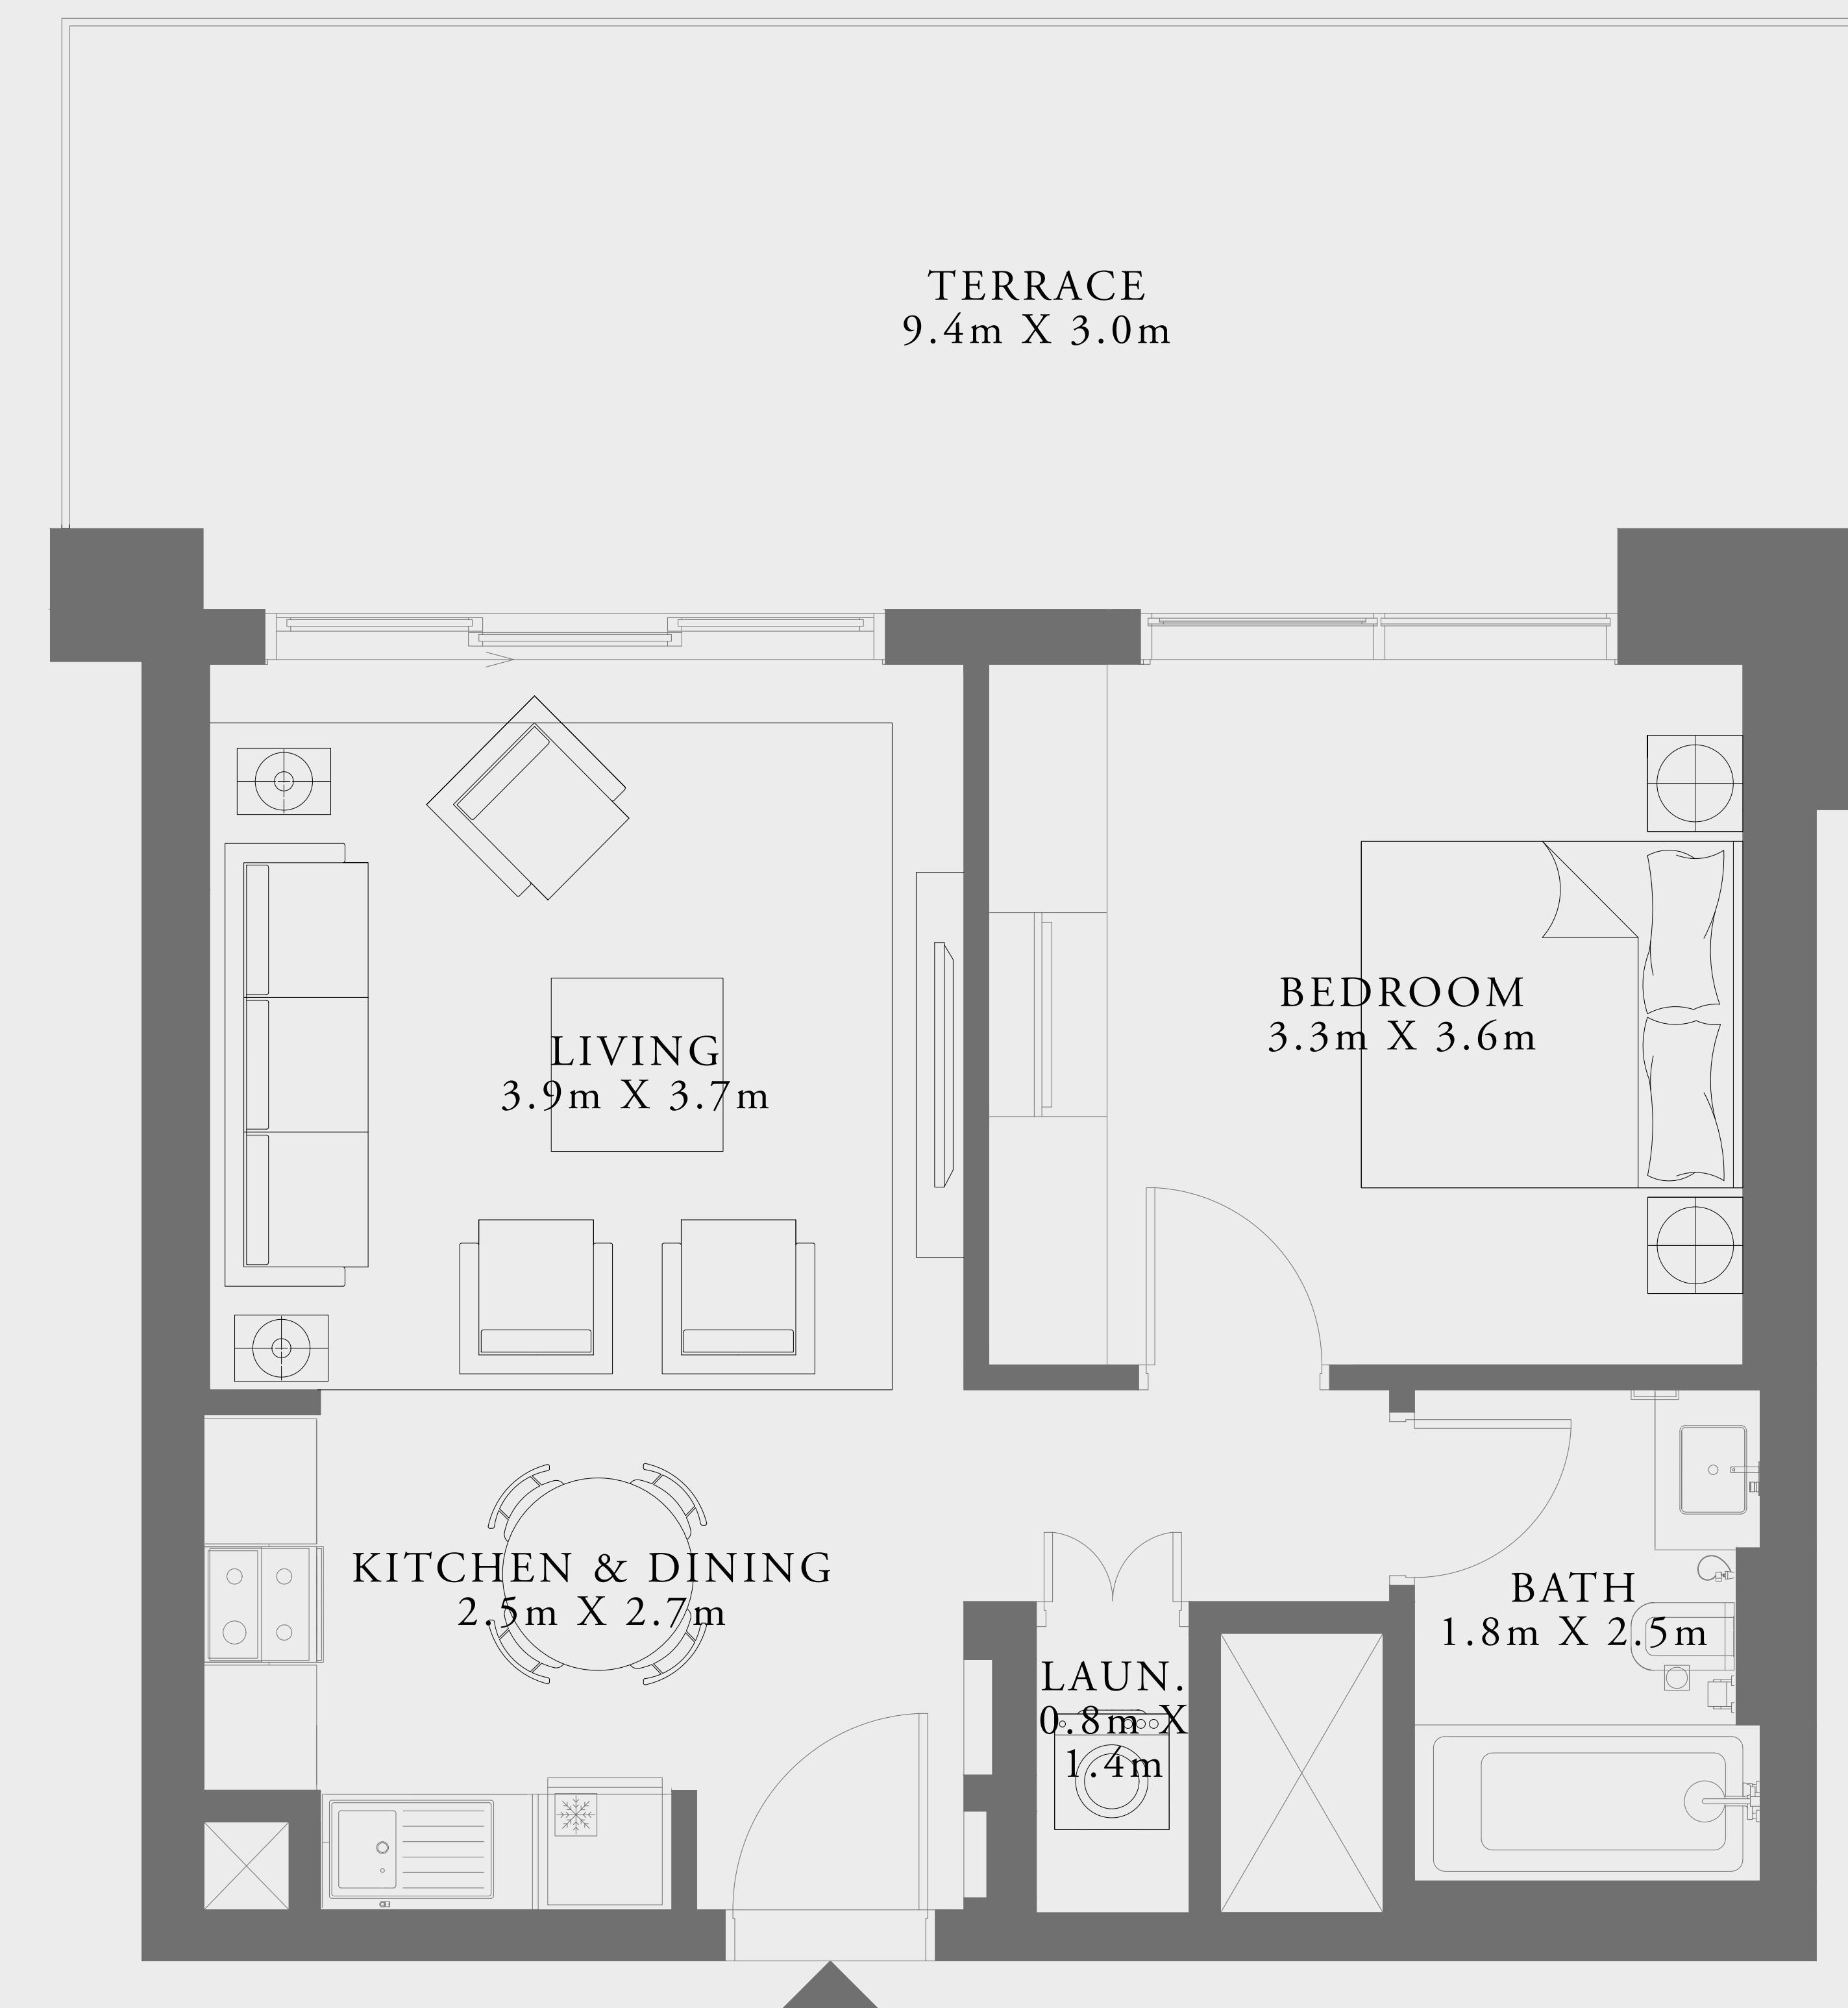 TERRACE
9.4m X 3.0m
BEDROOM
3.3m X 3.6m
LIVING
3.9m X 3.7m
KITCHEN & DINING
2.5m X 2.7m
BATH
1.8m X 2.5m
LAUN.
0.8m X
1.4m